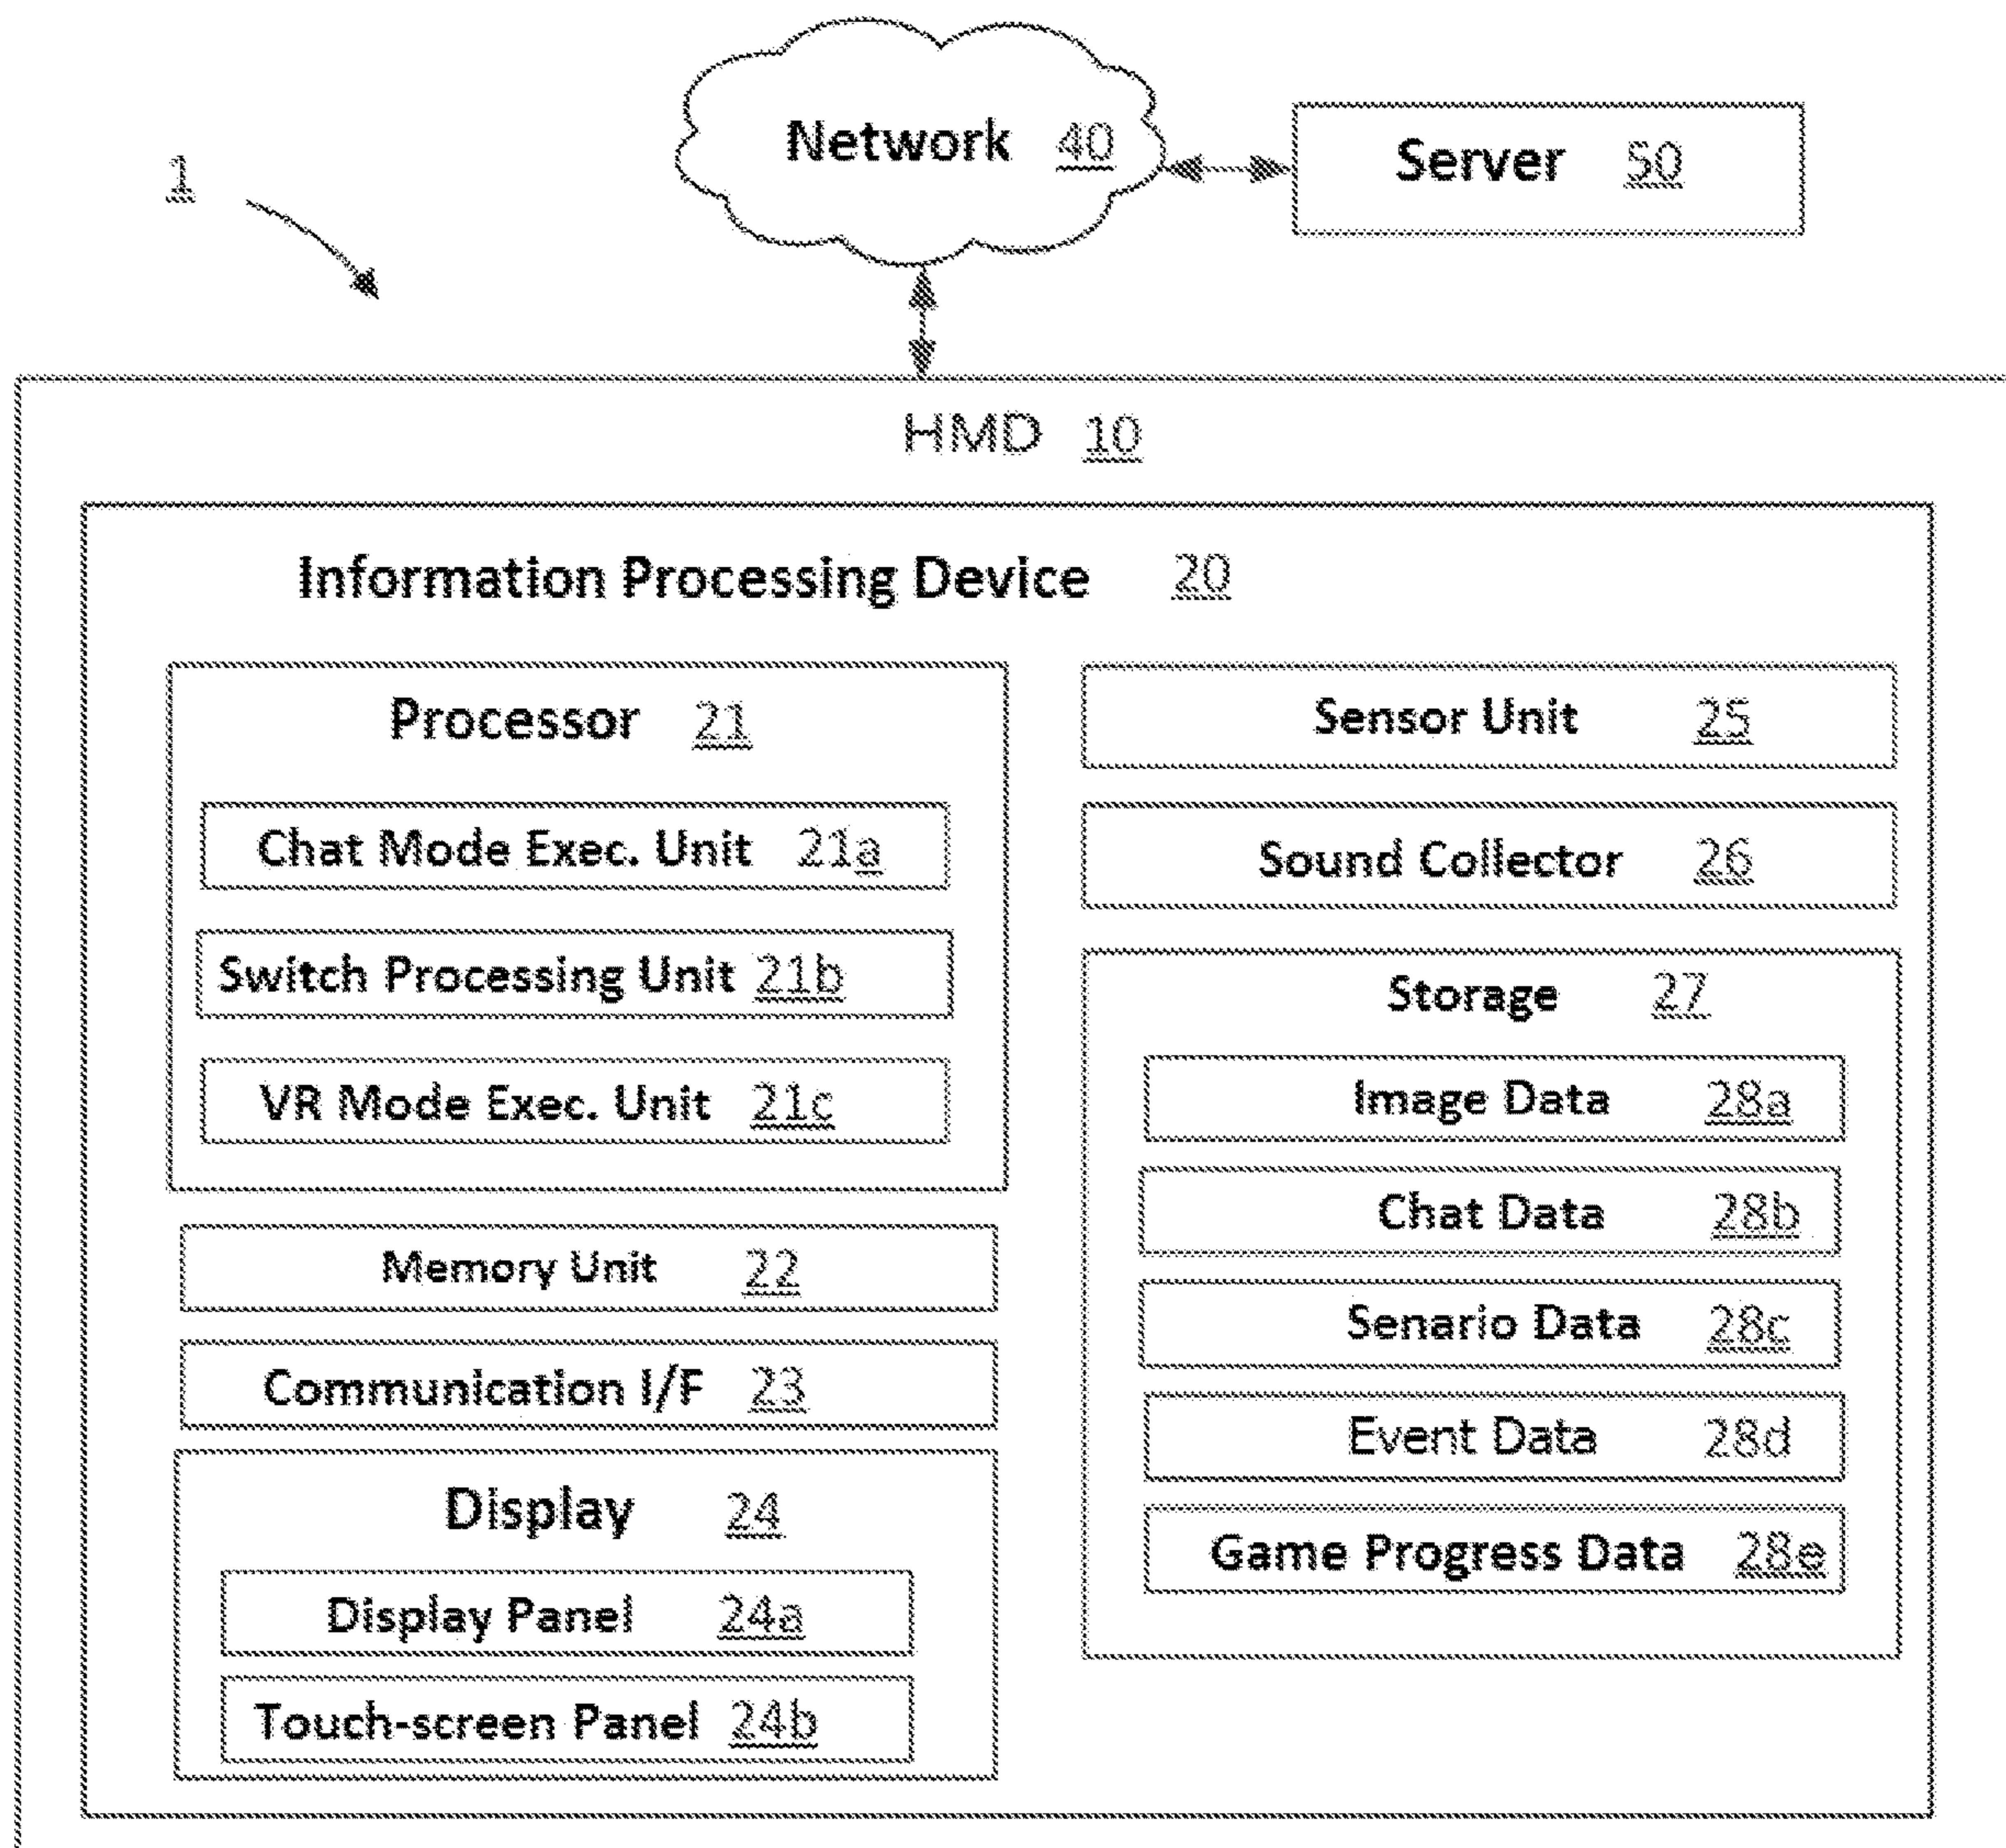 Network 40
Server 50
1
HMD 10
Information Processing Device 20
Processor 21
Chat Mode Exec. Unit 21a
Switch Processing Unit 21b
VR Mode Exec. Unit 21c
Memory Unit 22
Communication I/F 23
Display 24
Display Panel 24a
Touch-screen Panel 24b
Sensor Unit 25
Sound Collector 26
Storage 27
Image Data 28a
Chat Data 28b
Senario Data 28c
Event Data 28d
Game Progress Data 28e